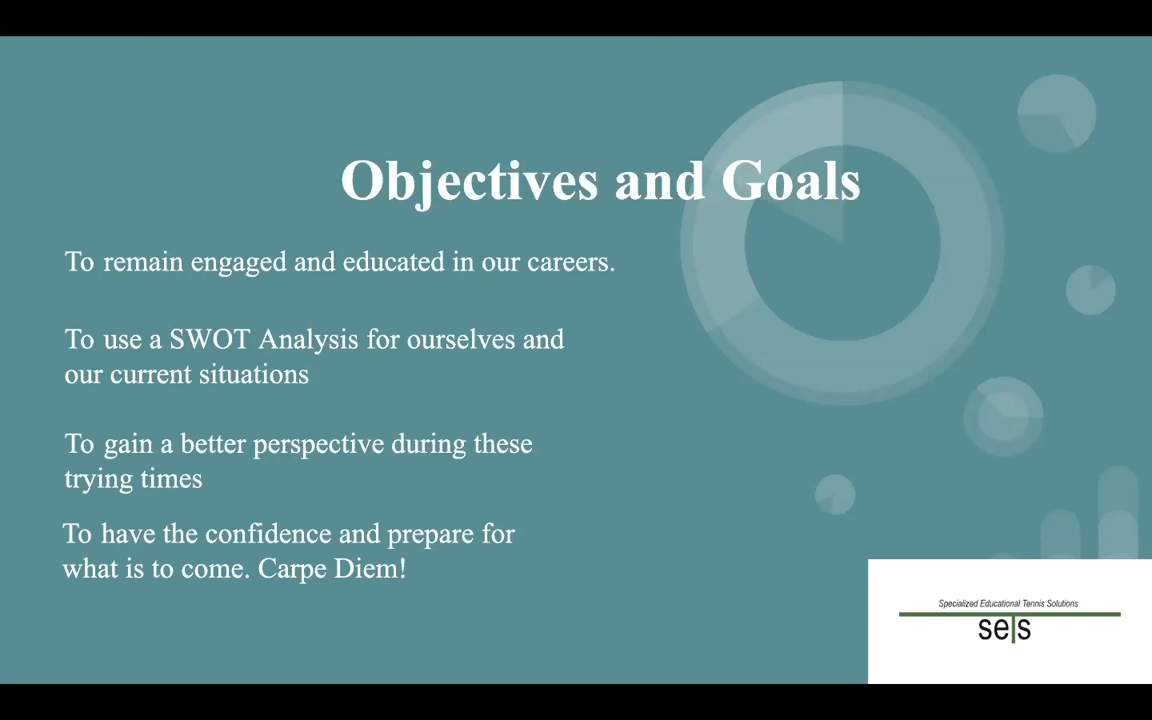 Objectives and Goals
To remain engaged and educated in our careers.
To use a SWOT Analysis for ourselves and
our current situations
To gain a better perspective during these
trying times
To have the confidence and prepare for
what is to come. Carpe Diem!
Specialized Educational Tennis Solutions
seTs